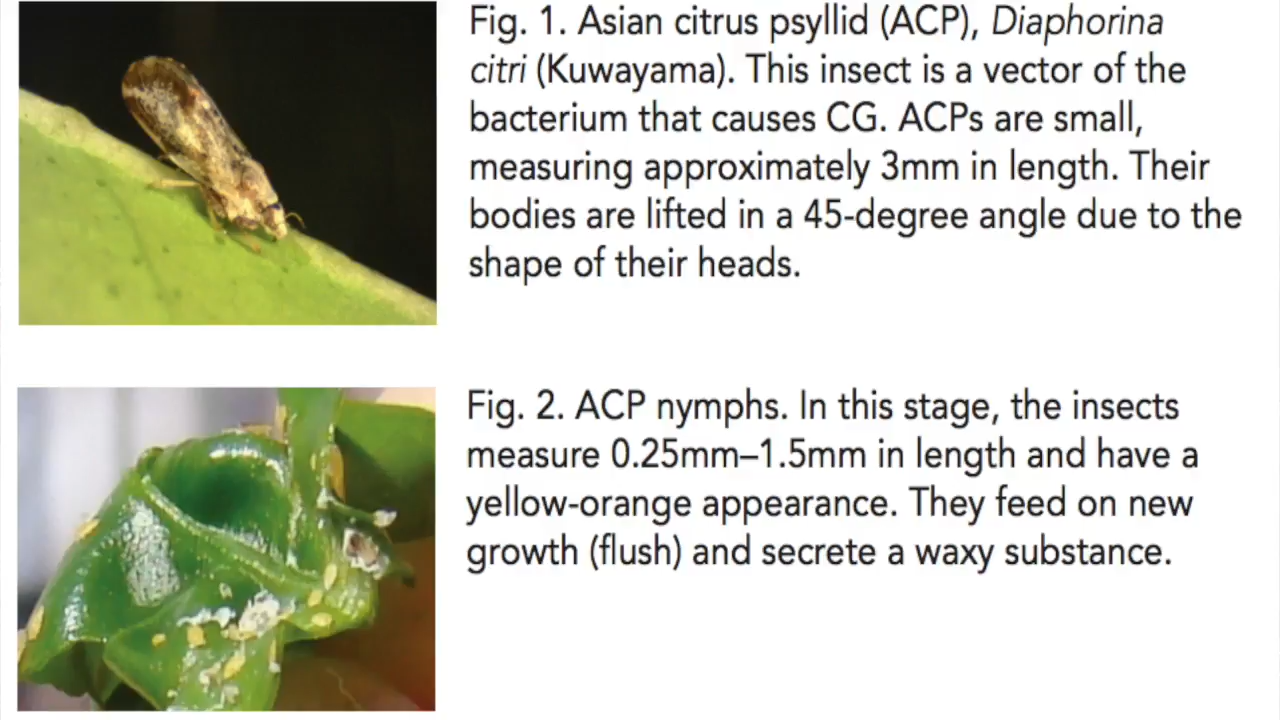 Fig. 1. Asian citrus psyllid (ACP), Diaphorina
citri (Kuwayama). This insect is a vector of the
bacterium that causes CG. ACPs are small,
measuring approximately 3mm in length. Their
bodies are lifted in a 45-degree angle due to the
shape of their heads.
Fig. 2. ACP nymphs. In this stage, the insects
measure 0.25mm–1.5mm in length and have a
yellow-orange appearance. They feed on new
growth (flush) and secrete a waxy substance.